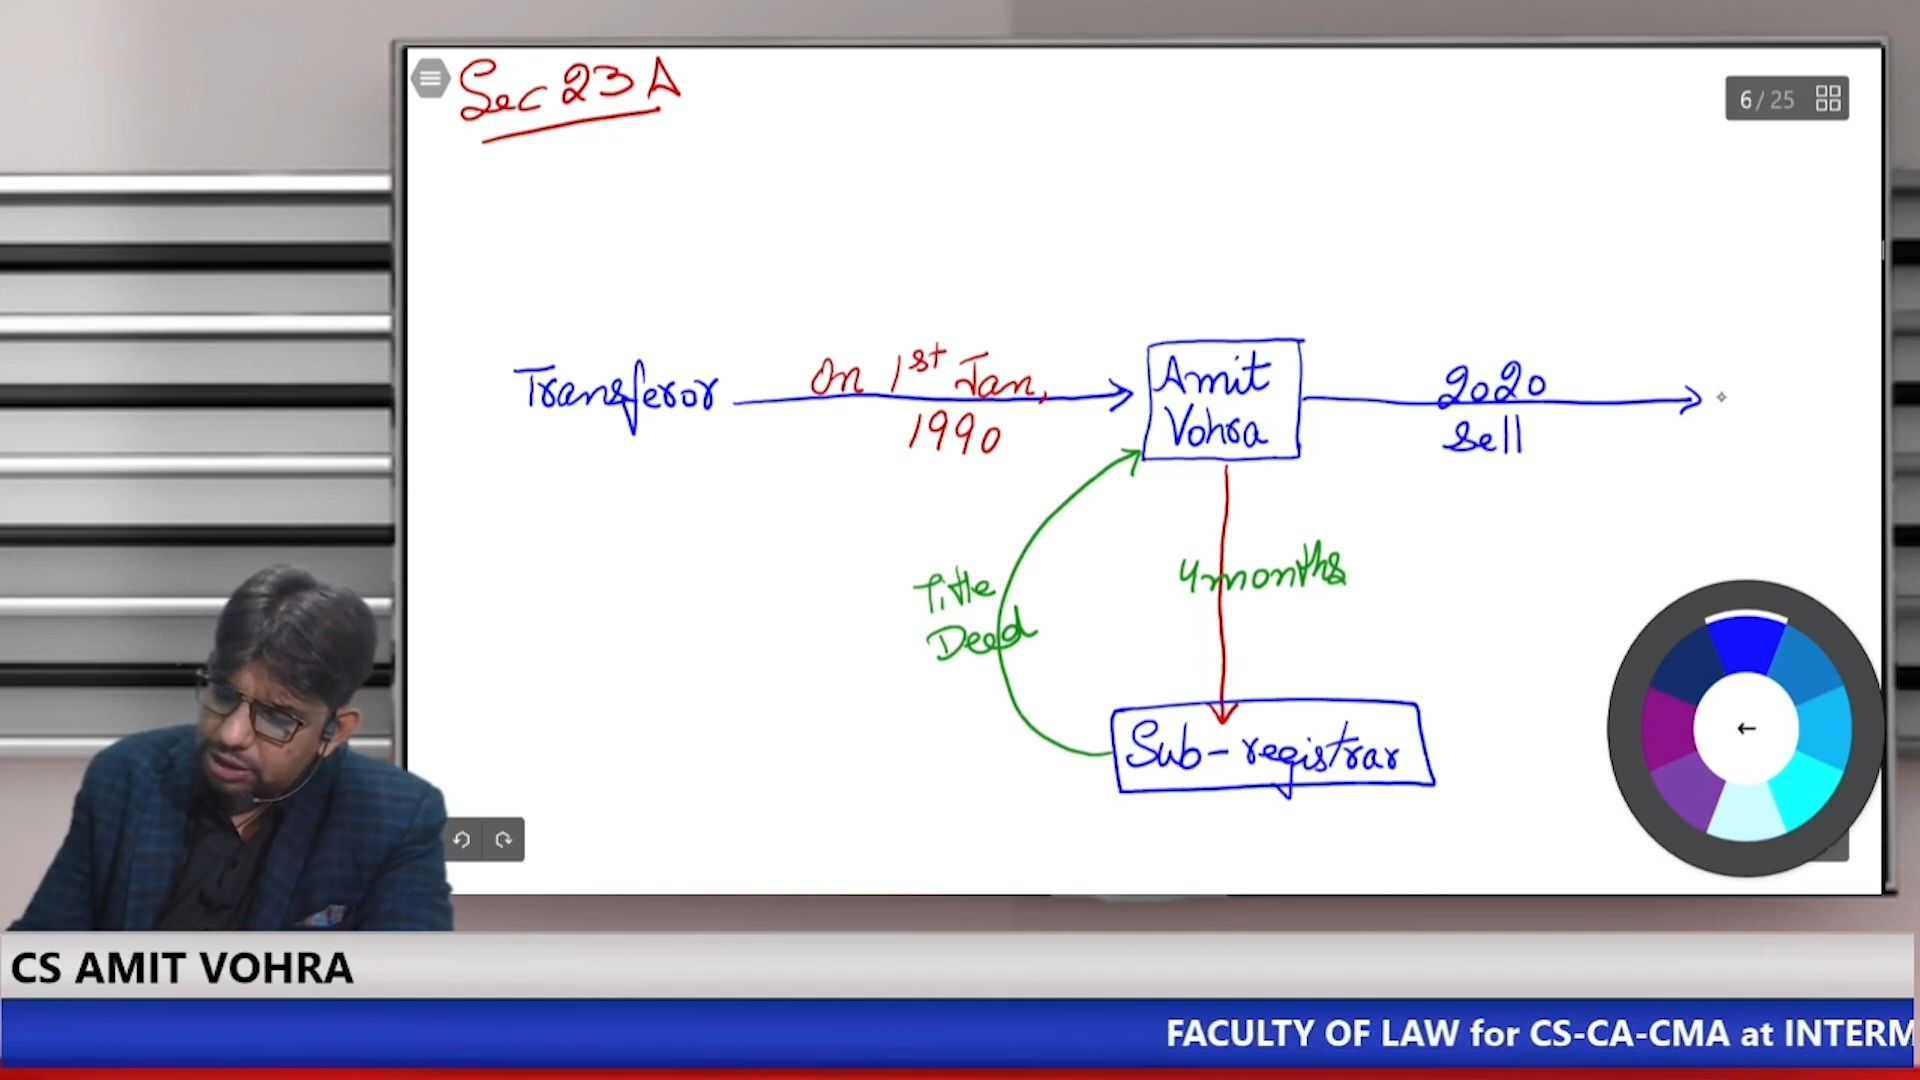 Sec 23A
6 / 25
Transferor
On 1st Jan,
1990
Amit
Vohra
2020
Sell
Title
Deed
4 months
Sub-registrar
CS AMIT VOHRA
FACULTY OF LAW for CS-CA-CMA at INTERM